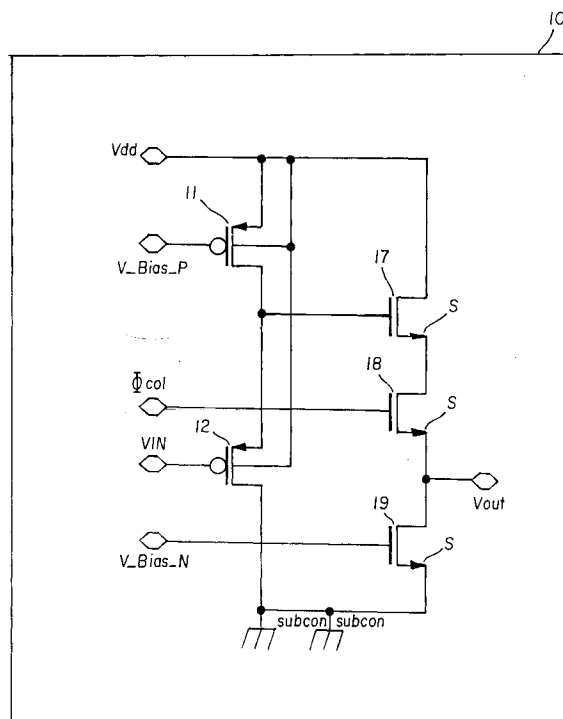 10
Vdd
11
V_Bias_P
17
S
Φcol
18
S
VIN
12
Vout
19
S
V_Bias_N
subcon subcon